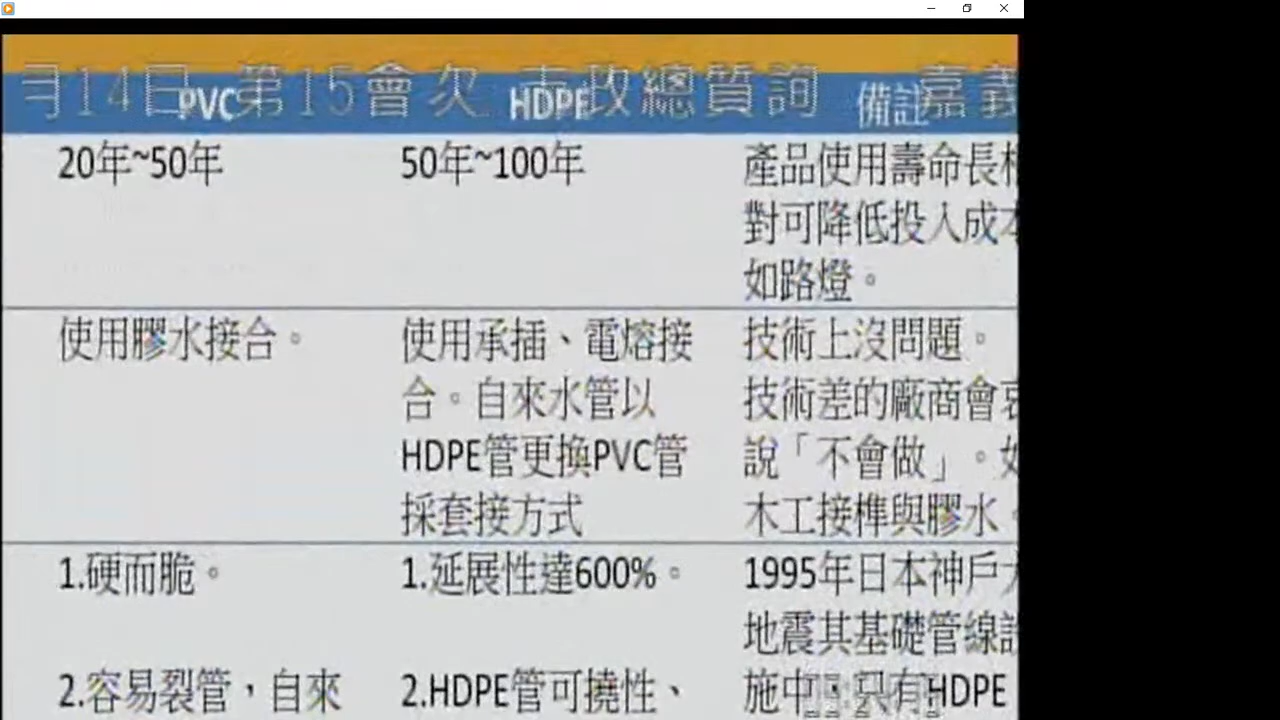 月14日 第15會次 市政總質詢 嘉義
PVC HDPE 備註
20年~50年 50年~100年 產品使用壽命長相
對可降低投入成本
如路燈。
使用膠水接合。 使用承插、電熔接 技術上沒問題。
合。自來水管以 技術差的廠商會哀
HDPE管更換PVC管 說「不會做」。如
採套接方式 木工接榫與膠水。
1.硬而脆。 1.延展性達600%。 1995年日本神戶大
地震其基礎管線設
2.容易裂管，自來 2.HDPE管可撓性、 施中，只有HDPE